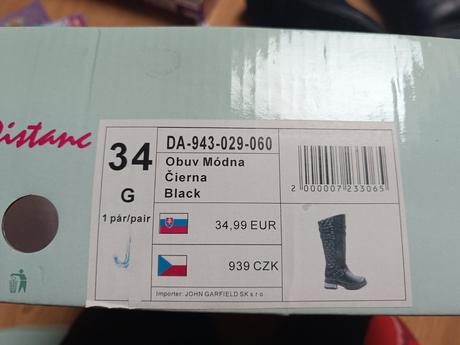 Distanc
34
G
1 pár/pair
DA-943-029-060
Obuv Módna
Čierna
Black
34,99 EUR
939 CZK
Importer: JOHN GARFIELD SK s r o
2 000007 233065